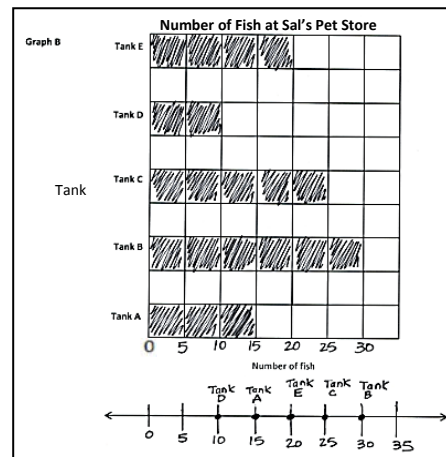 Number of Fish at Sal's Pet Store
Graph B
Tank E
Tank D
Tank
Tank C
Tank B
Tank A
0 5 10 15 20 25 30
Number of fish
Tank D Tank A Tank E Tank C Tank B
0 5 10 15 20 25 30 35